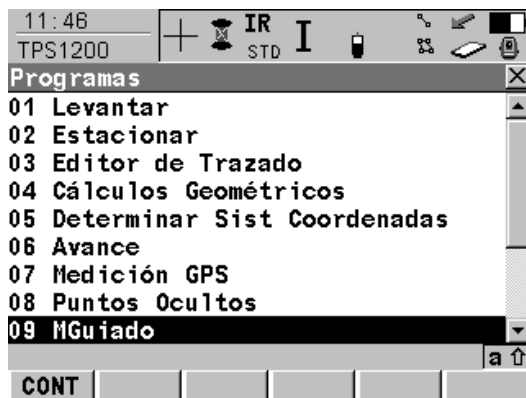 11:46
TPS1200
IR
STD
I
Programas
01 Levantar
02 Estacionar
03 Editor de Trazado
04 Cálculos Geométricos
05 Determinar Sist Coordenadas
06 Avance
07 Medición GPS
08 Puntos Ocultos
09 MGuiado
a
CONT